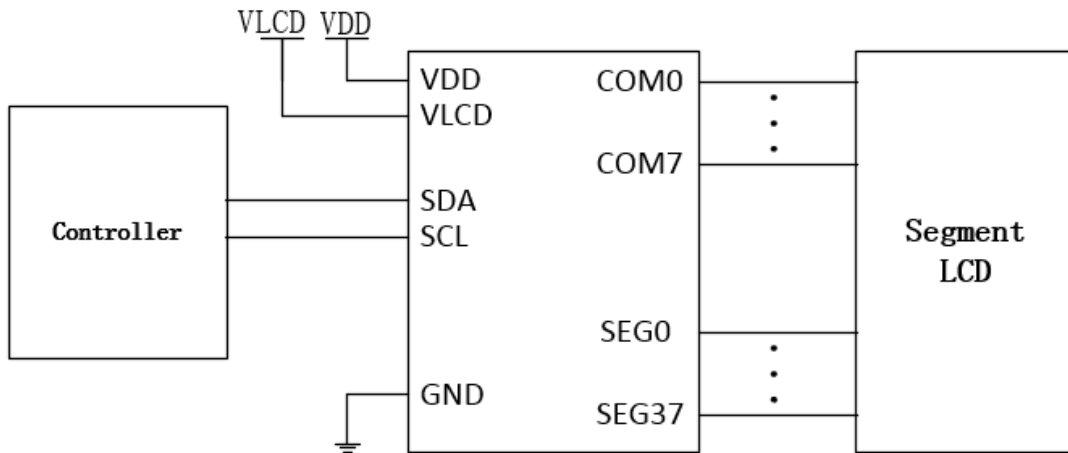 VLCD VDD
VDD
VLCD
SDA
SCL
GND
COM0
COM7
SEG0
SEG37
Controller
Segment
LCD